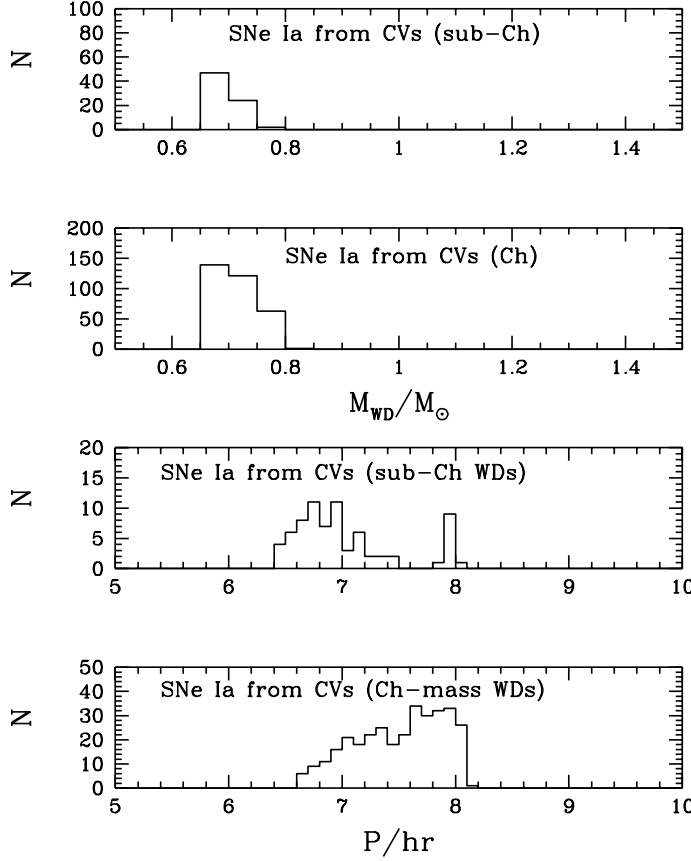 100
80
60
40
20
0
N
SNe Ia from CVs (sub-Ch)
0.6 0.8 1 1.2 1.4
200
150
100
50
0
N
SNe Ia from CVs (Ch)
0.6 0.8 1 1.2 1.4
M_WD/M_⊙
20
15
10
5
0
N
SNe Ia from CVs (sub-Ch WDs)
5 6 7 8 9 10
50
40
30
20
10
0
N
SNe Ia from CVs (Ch-mass WDs)
5 6 7 8 9 10
P/hr